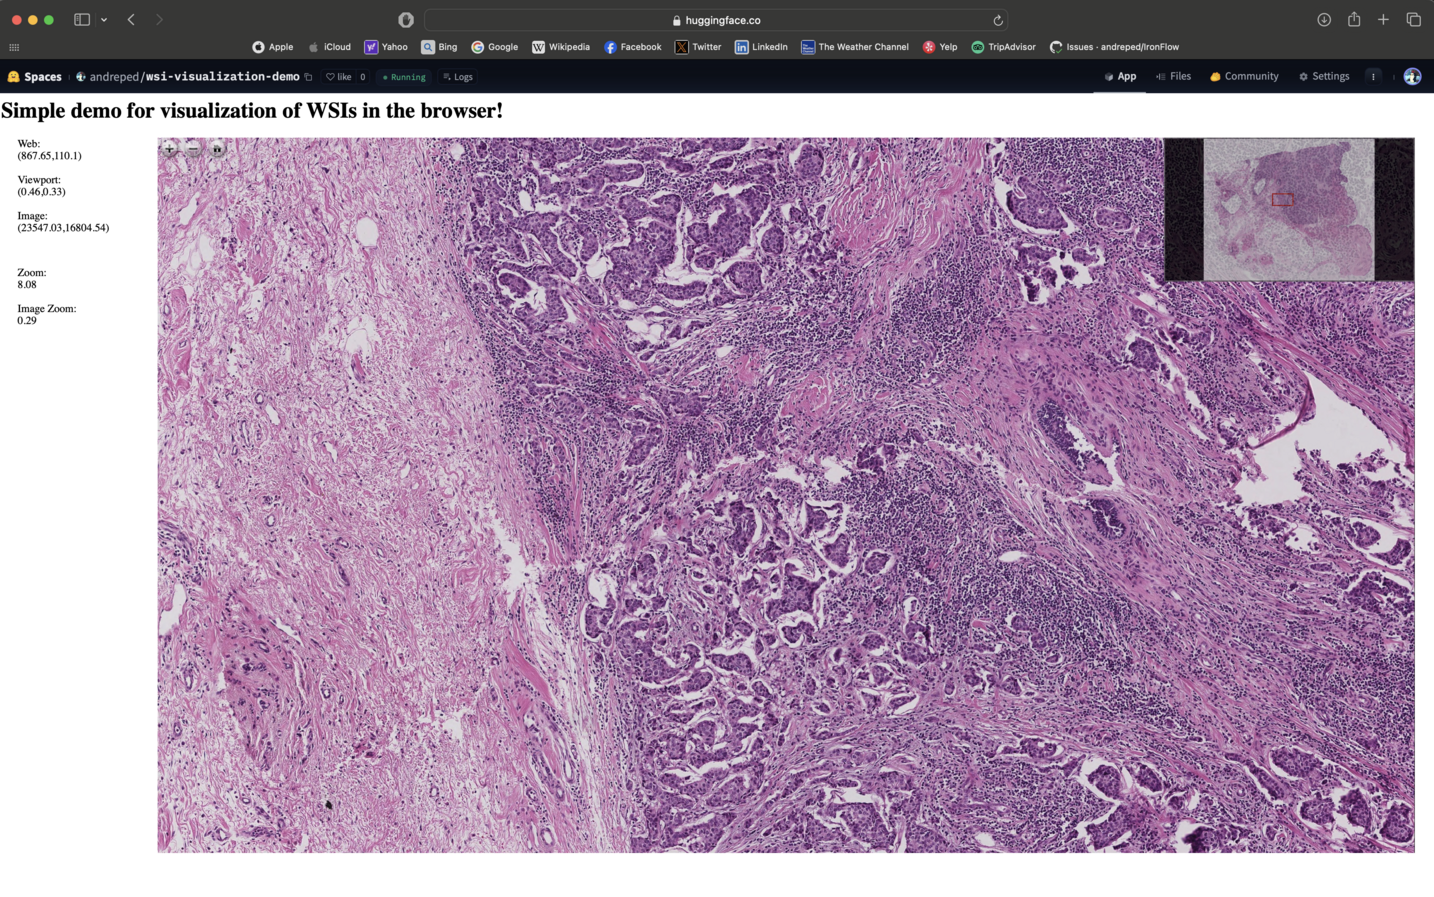 huggingface.co
Apple iCloud Yahoo Bing Google Wikipedia Facebook Twitter LinkedIn The Weather Channel Yelp TripAdvisor Issues - andreped/IronFlow
Spaces andreped/wsi-visualization-demo like 0 Running Logs App Files Community Settings
Simple demo for visualization of WSIs in the browser!
Web:
(867.65,110.1)
Viewport:
(0.46,0.33)
Image:
(23547.03,16804.54)
Zoom:
8.08
Image Zoom:
0.29